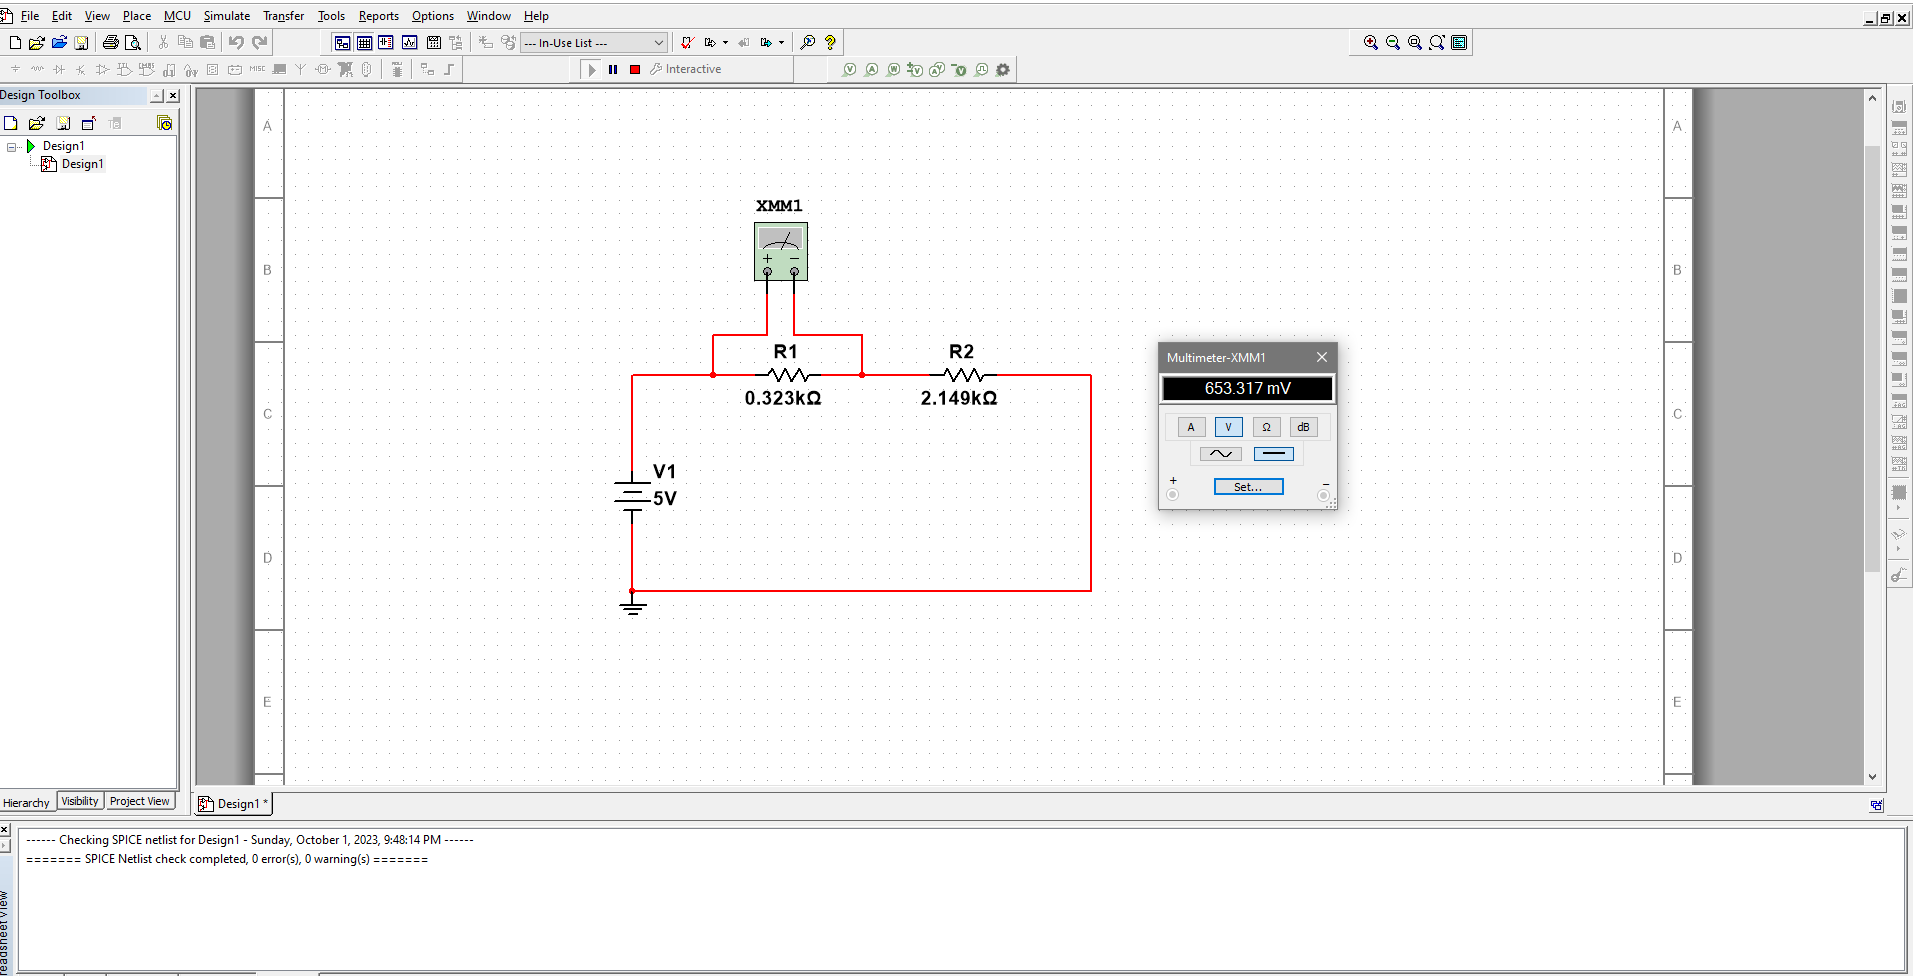 File Edit View Place MCU Simulate Transfer Tools Reports Options Window Help
--- In-Use List ---
MISC
Interactive
Design Toolbox
Design1
Design1
A A
B B
C C
D D
E E
XMM1
+ −
R1
0.323kΩ
R2
2.149kΩ
V1
5V
Multimeter-XMM1
653.317 mV
A V Ω dB
+ −
Set...
Hierarchy Visibility Project View
Design1 *
------ Checking SPICE netlist for Design1 - Sunday, October 1, 2023, 9:48:14 PM ------
======= SPICE Netlist check completed, 0 error(s), 0 warning(s) =======
readsheet View